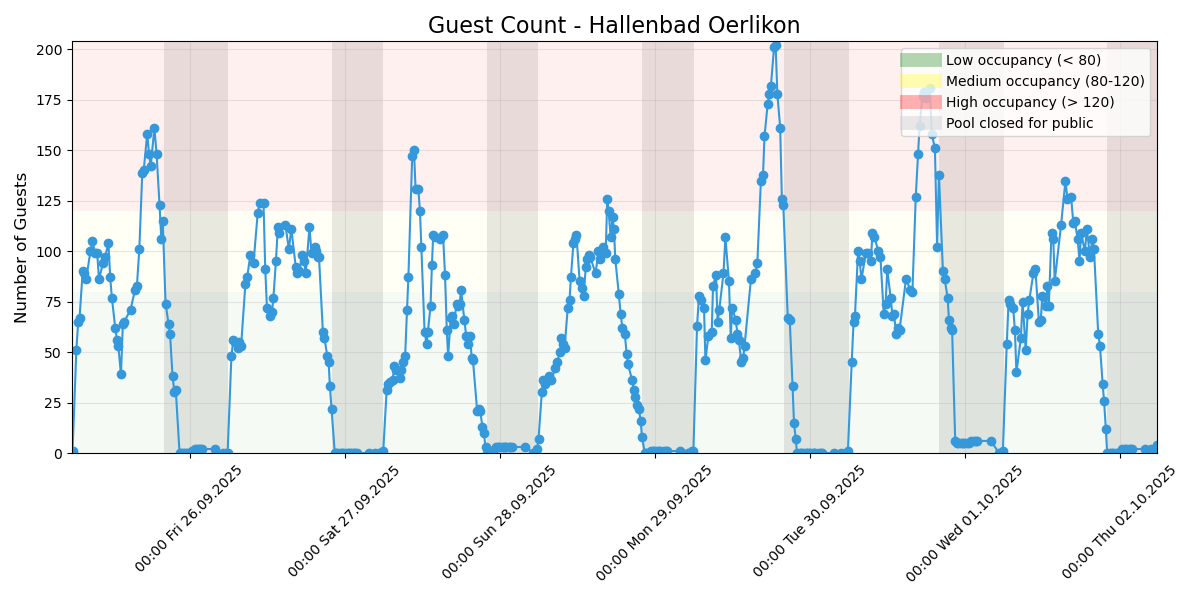 Guest Count - Hallenbad Oerlikon
Number of Guests
200
175
150
125
100
75
50
25
0
Low occupancy (< 80)
Medium occupancy (80-120)
High occupancy (> 120)
Pool closed for public
00:00 Fri 26.09.2025
00:00 Sat 27.09.2025
00:00 Sun 28.09.2025
00:00 Mon 29.09.2025
00:00 Tue 30.09.2025
00:00 Wed 01.10.2025
00:00 Thu 02.10.2025